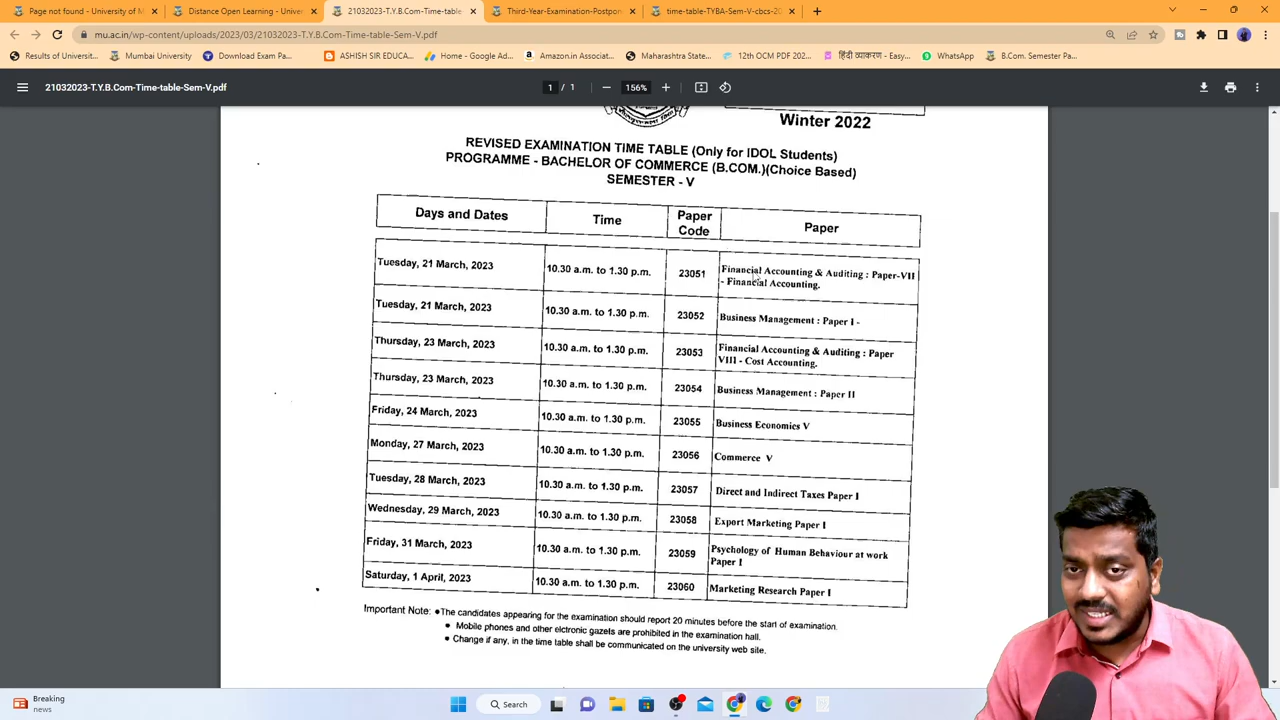 Page not found - University of M
Distance Open Learning - Univer
21032023-T.Y.B.Com-Time-table-
Third-Year-Examination-Postpon
time-table-TYBA-Sem-V-cbcs-20
mu.ac.in/wp-content/uploads/2023/03/21032023-T.Y.B.Com-Time-table-Sem-V.pdf
Results of Universit...
Mumbai University
Download Exam Pa...
ASHISH SIR EDUCA...
Home - Google Ad...
Amazon.in Associat...
Maharashtra State...
12th OCM PDF 202...
हिंदी व्याकरण - Easy...
WhatsApp
B.Com. Semester Pa...
21032023-T.Y.B.Com-Time-table-Sem-V.pdf
1 / 1
156%
Winter 2022
REVISED EXAMINATION TIME TABLE (Only for IDOL Students)
PROGRAMME - BACHELOR OF COMMERCE (B.COM.)(Choice Based)
SEMESTER - V
Days and Dates Time Paper Code Paper
Tuesday, 21 March, 2023 10.30 a.m. to 1.30 p.m. 23051 Financial Accounting & Auditing : Paper-VII
- Financial Accounting.
Tuesday, 21 March, 2023 10.30 a.m. to 1.30 p.m. 23052 Business Management : Paper I -
Thursday, 23 March, 2023 10.30 a.m. to 1.30 p.m. 23053 Financial Accounting & Auditing : Paper
VIII - Cost Accounting.
Thursday, 23 March, 2023 10.30 a.m. to 1.30 p.m. 23054 Business Management : Paper II
Friday, 24 March, 2023 10.30 a.m. to 1.30 p.m. 23055 Business Economics V
Monday, 27 March, 2023 10.30 a.m. to 1.30 p.m. 23056 Commerce V
Tuesday, 28 March, 2023 10.30 a.m. to 1.30 p.m. 23057 Direct and Indirect Taxes Paper I
Wednesday, 29 March, 2023 10.30 a.m. to 1.30 p.m. 23058 Export Marketing Paper I
Friday, 31 March, 2023 10.30 a.m. to 1.30 p.m. 23059 Psychology of Human Behaviour at work
Paper I
Saturday, 1 April, 2023 10.30 a.m. to 1.30 p.m. 23060 Marketing Research Paper I
Important Note: •The candidates appearing for the examination should report 20 minutes before the start of examination.
• Mobile phones and other elctronic gazels are prohibited in the examination hall.
• Change if any, in the time table shall be communicated on the university web site.
Breaking
news
Search